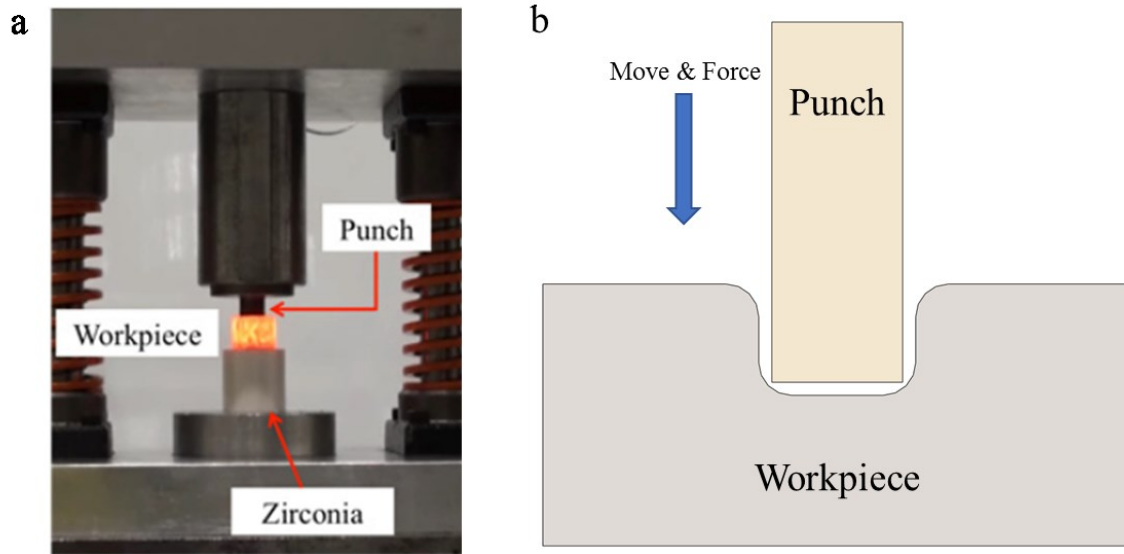 a
Punch
Workpiece
Zirconia
b
Move & Force
Punch
Workpiece